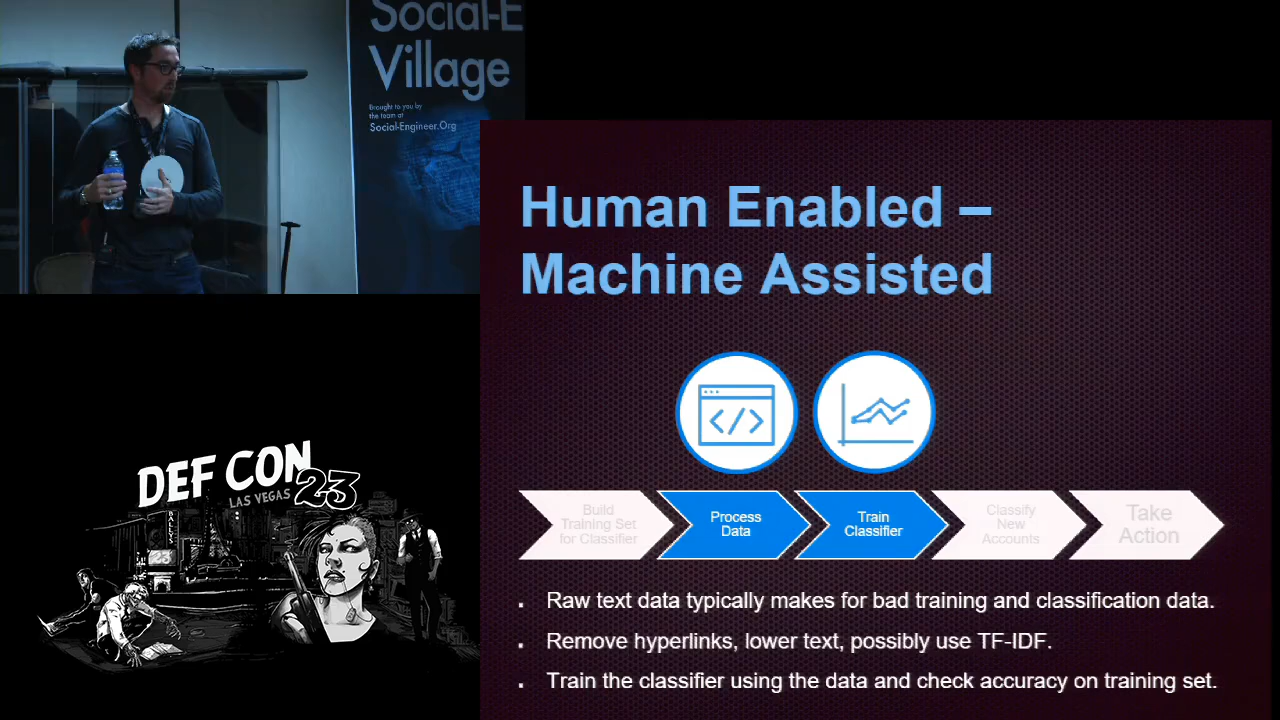 Social-E
Village
Brought to you by
the team at
Social-Engineer.Org
Human Enabled –
Machine Assisted
Build
Training Set
for Classifier
Process
Data
Train
Classifier
Classify
New
Accounts
Take
Action
Raw text data typically makes for bad training and classification data.
Remove hyperlinks, lower text, possibly use TF-IDF.
Train the classifier using the data and check accuracy on training set.
DEF CON
LAS VEGAS 23
BALLY'S
23